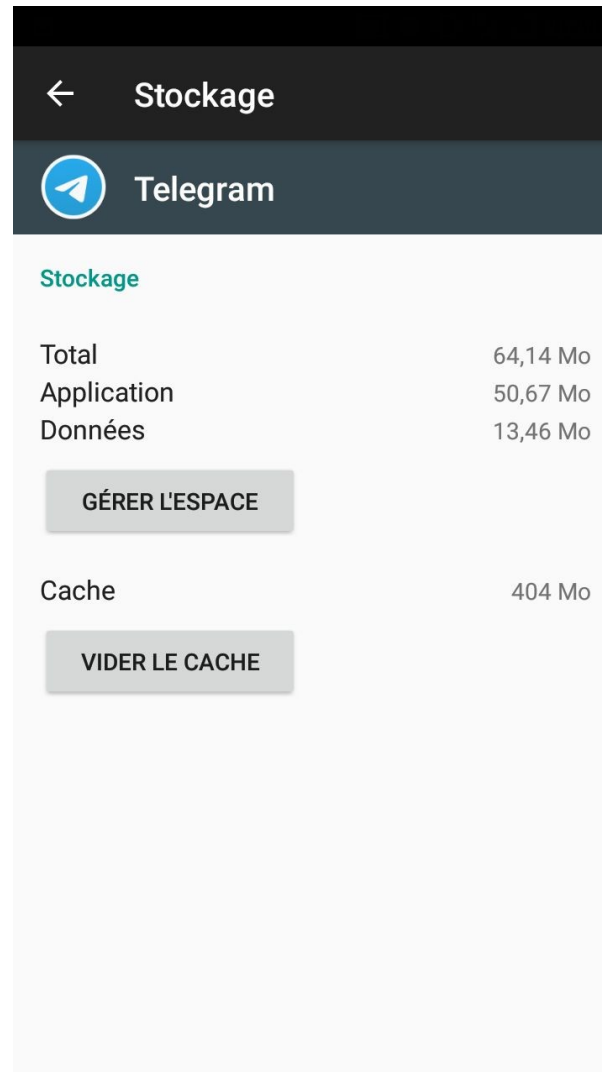 Stockage
Telegram
Stockage
Total 64,14 Mo
Application 50,67 Mo
Données 13,46 Mo
GÉRER L'ESPACE
Cache 404 Mo
VIDER LE CACHE